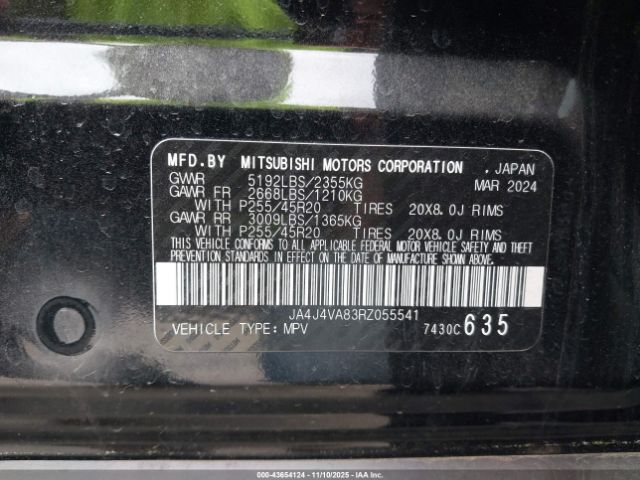 MFD.BY MITSUBISHI MOTORS CORPORATION , JAPAN
GVWR 5192LBS/2355KG MAR 2024
GAWR FR 2668LBS/1210KG
WITH P255/45R20 TIRES 20X8.0J RIMS
GAWR RR 3009LBS/1365KG
WITH P255/45R20 TIRES 20X8.0J RIMS
THIS VEHICLE CONFORMS TO ALL APPLICABLE FEDERAL MOTOR VEHICLE SAFETY AND THEFT
PREVENTION STANDARDS IN EFFECT ON THE DATE OF MANUFACTURE SHOWN ABOVE.
JA4J4VA83RZ055541
VEHICLE TYPE: MPV 7430C 635
000-43654124 - 11/10/2025 - IAAI.COM